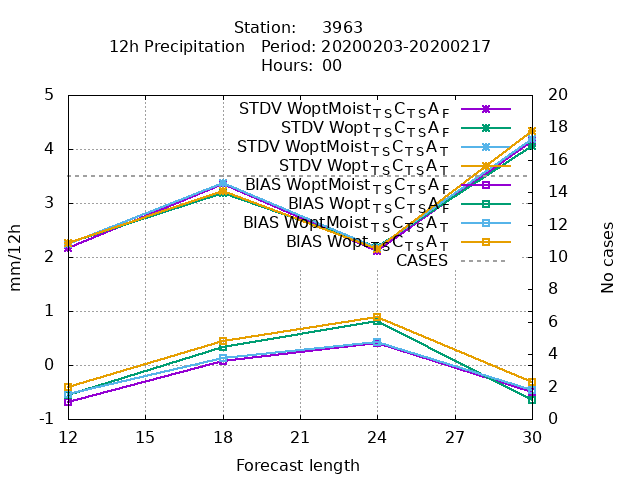 Station: 3963
12h Precipitation Period: 20200203-20200217
Hours: 00
5
4
3
2
1
0
-1
20
18
16
14
12
10
8
6
4
2
0
STDV WoptMoist_TS C_TS A_F
STDV Wopt_TS C_TS A_F
STDV WoptMoist_TS C_TS A_T
STDV Wopt_TS C_TS A_T
BIAS WoptMoist_TS C_TS A_F
BIAS Wopt_TS C_TS A_F
BIAS WoptMoist_TS C_TS A_T
BIAS Wopt_TS C_TS A_T
CASES
mm/12h
No cases
12 15 18 21 24 27 30
Forecast length